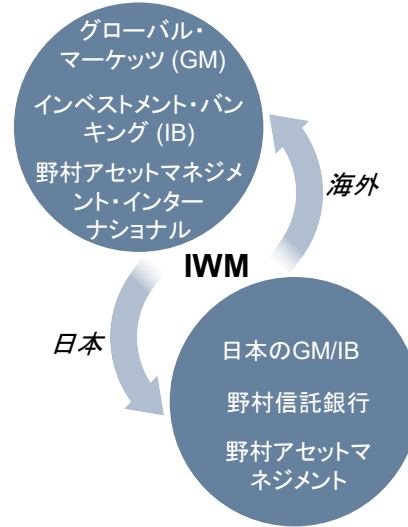 グローバル・
マーケッツ (GM)
インベストメント・バン
キング (IB)
野村アセットマネジメ
ント・インター
ナショナル
海外
IWM
日本
日本のGM/IB
野村信託銀行
野村アセットマ
ネジメント